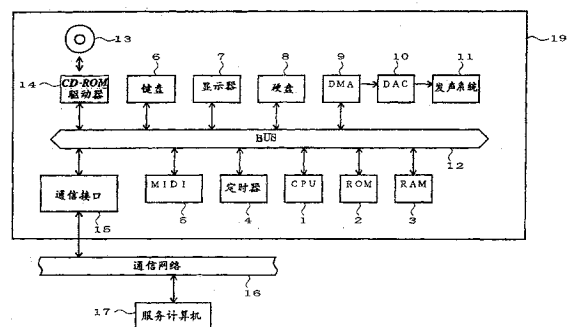 13
19
6
7
8
9
10
11
14
CD-ROM
驱动器
键盘
显示器
硬盘
DMA
DAC
发声系统
BUS
12
通信接口
MIDI
定时器
CPU
ROM
RAM
15
5
4
1
2
3
通信网络
16
17
服务计算机